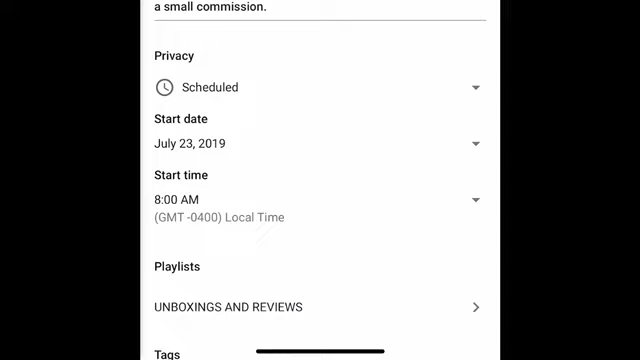 a small commission.
Privacy
Scheduled
Start date
July 23, 2019
Start time
8:00 AM
(GMT -0400) Local Time
Playlists
UNBOXINGS AND REVIEWS
Tags